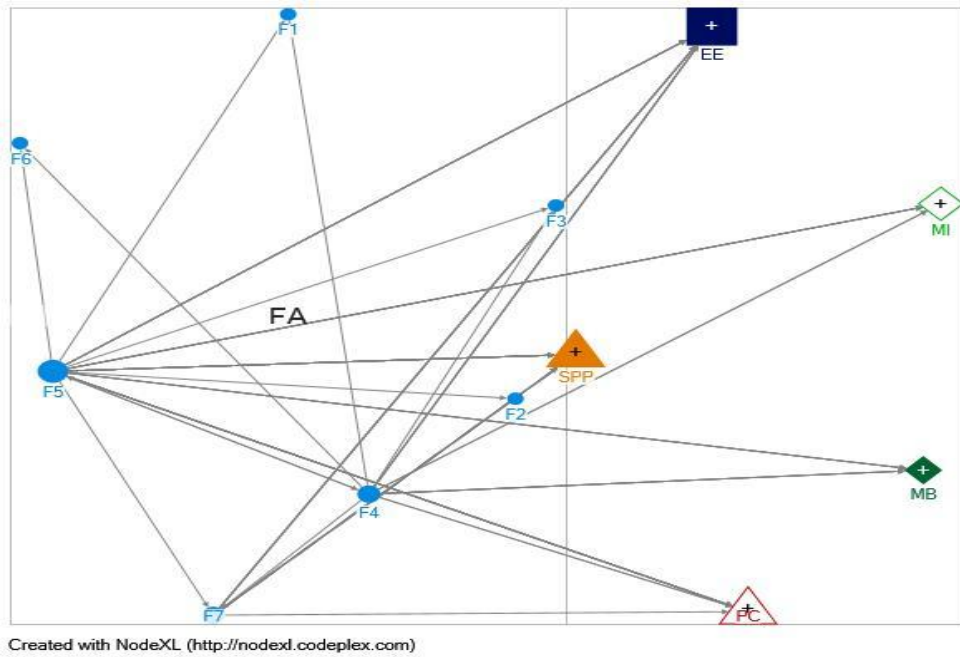 F1
EE
F6
F3
MI
FA
SPP
F5
F2
MB
F4
F7
PC
Created with NodeXL (http://nodexl.codeplex.com)